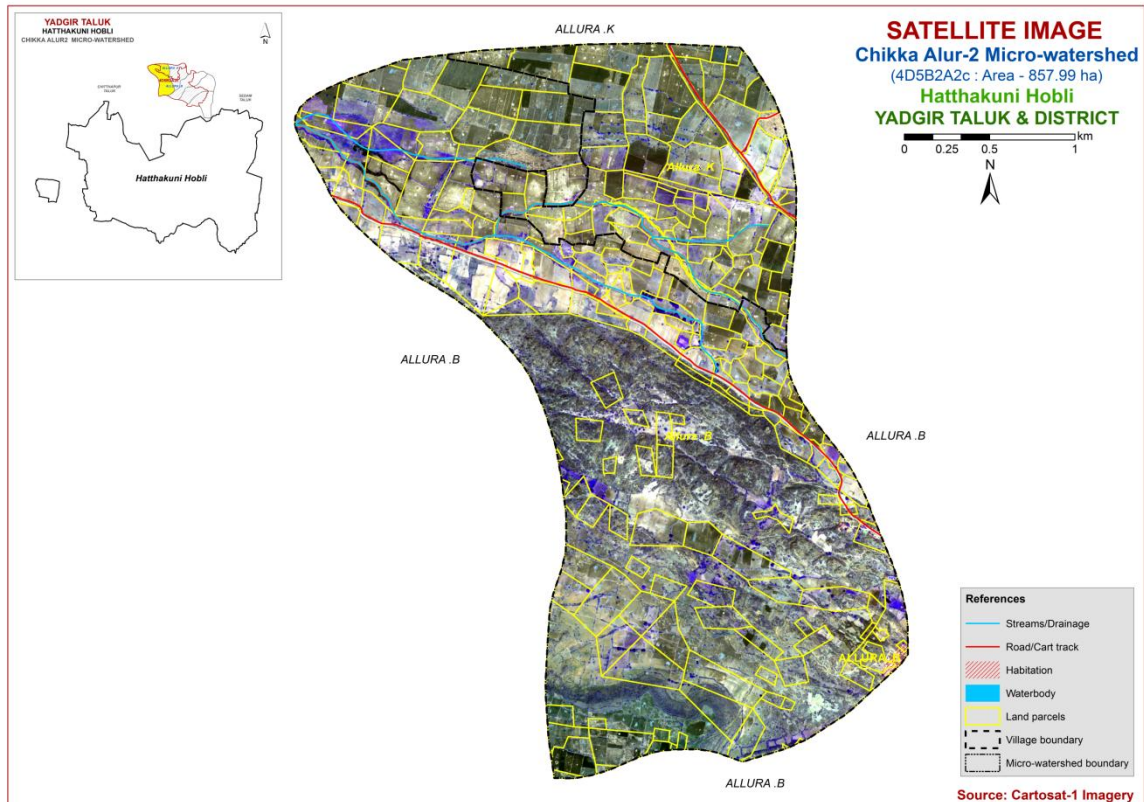 YADGIR TALUK
HATTHAKUNI HOBLI
CHIKKA ALUR2 MICRO-WATERSHED
N
Hatthakuni Hobli
SATELLITE IMAGE
Chikka Alur-2 Micro-watershed
(4D5B2A2c : Area - 857.99 ha)
Hatthakuni Hobli
YADGIR TALUK & DISTRICT
km
0 0.25 0.5 1
N
ALLURA .K
Allura .K
ALLURA .B
ALLURA .B
Allura .B
ALLURA .B
References
Streams/Drainage
Road/Cart track
Habitation
Waterbody
Land parcels
Village boundary
Micro-watershed boundary
Source: Cartosat-1 Imagery